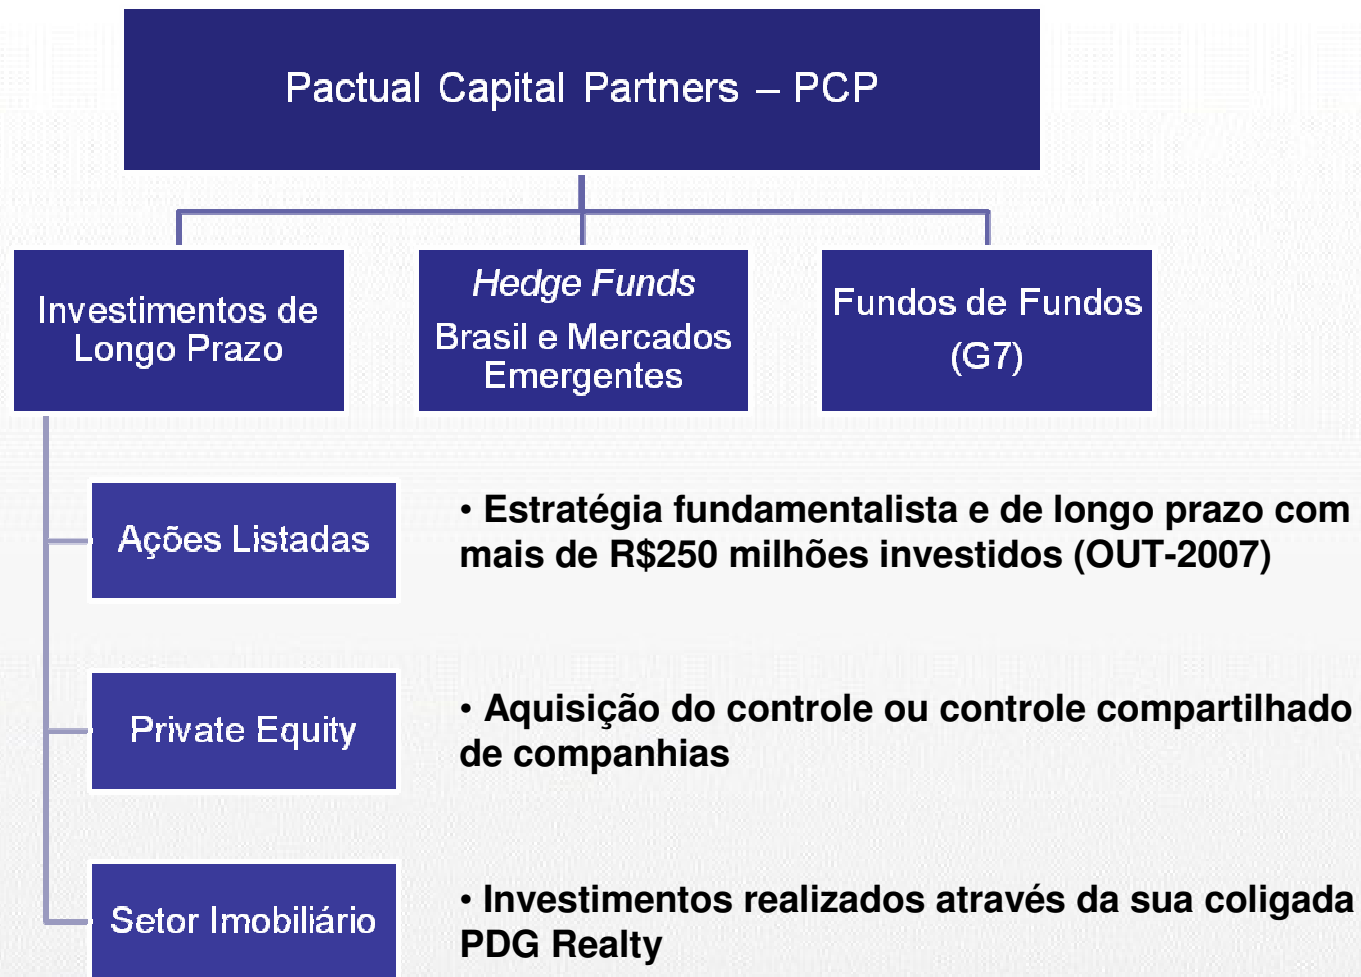 Pactual Capital Partners – PCP
Investimentos de
Longo Prazo
Hedge Funds
Brasil e Mercados
Emergentes
Fundos de Fundos
(G7)
Ações Listadas
• Estratégia fundamentalista e de longo prazo com
mais de R$250 milhões investidos (OUT-2007)
Private Equity
• Aquisição do controle ou controle compartilhado
de companhias
Setor Imobiliário
• Investimentos realizados através da sua coligada
PDG Realty